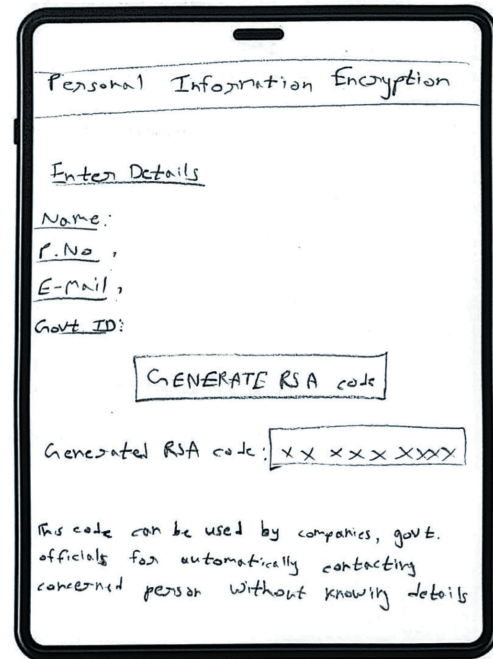 Personal Information Encryption
Enter Details
Name:
P.No,
E-Mail,
Govt ID:
GENERATE RSA code
Generated RSA code: XX XXXX XXXX
This code can be used by companies, govt.
officials for automatically contacting
concerned person without knowing details